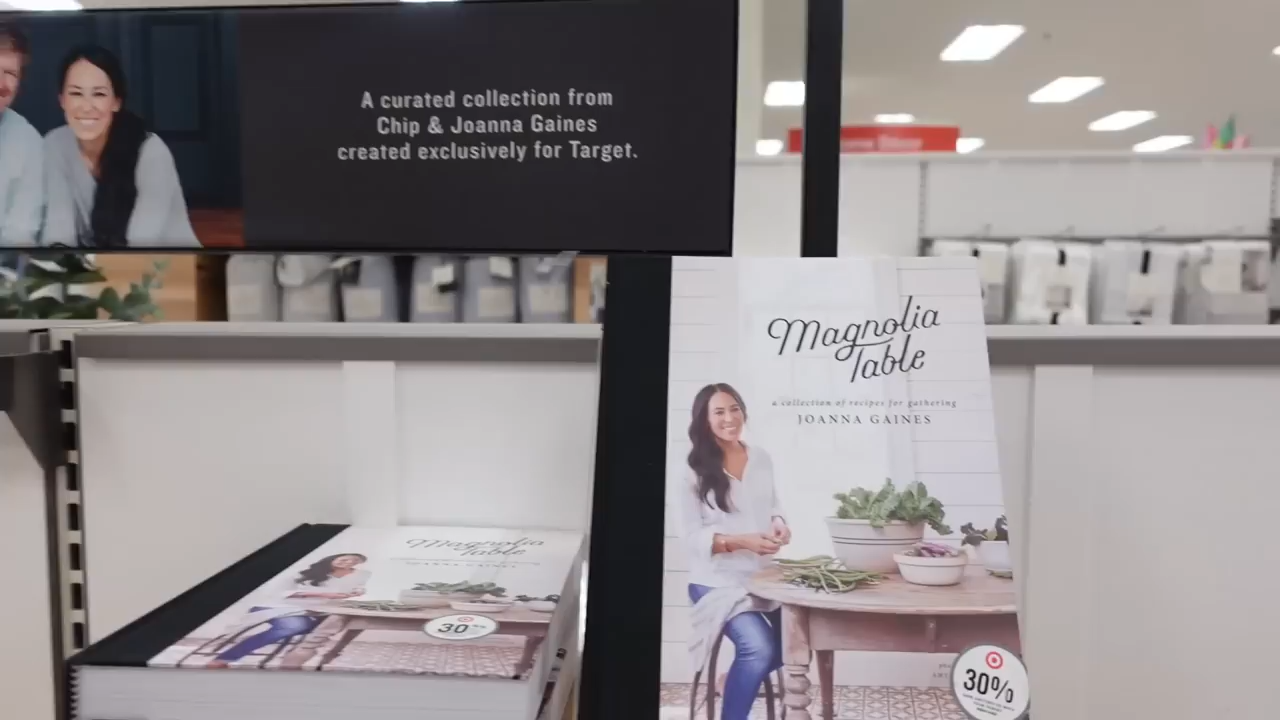 A curated collection from
Chip & Joanna Gaines
created exclusively for Target.
Magnolia
Table
a collection of recipes for gathering
JOANNA GAINES
30%
Magnolia
Table
JOANNA GAINES
30%